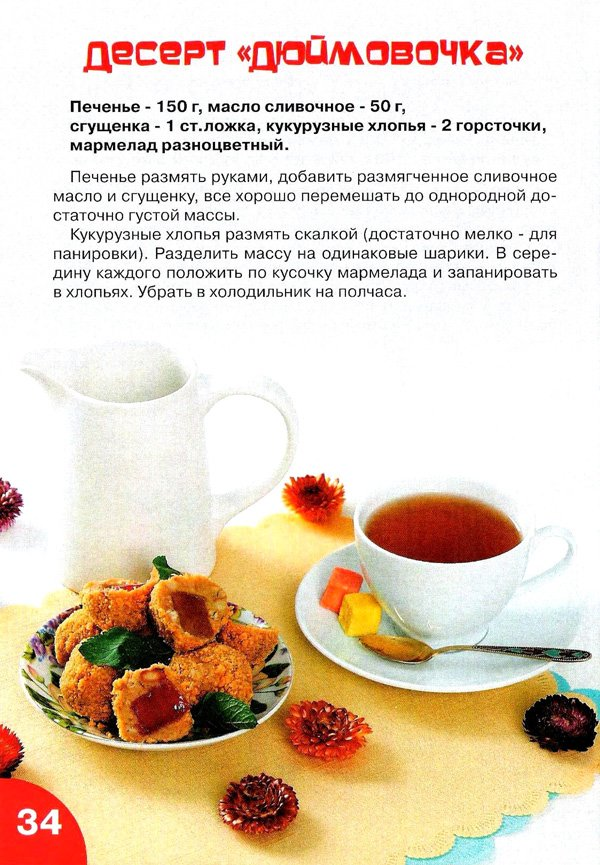 десерт «дюймовочка»
Печенье - 150 г, масло сливочное - 50 г,
сгущенка - 1 ст.ложка, кукурузные хлопья - 2 горсточки,
мармелад разноцветный.
Печенье размять руками, добавить размягченное сливочное
масло и сгущенку, все хорошо перемешать до однородной до-
статочно густой массы.
Кукурузные хлопья размять скалкой (достаточно мелко - для
панировки). Разделить массу на одинаковые шарики. В сере-
дину каждого положить по кусочку мармелада и запанировать
в хлопьях. Убрать в холодильник на полчаса.
34